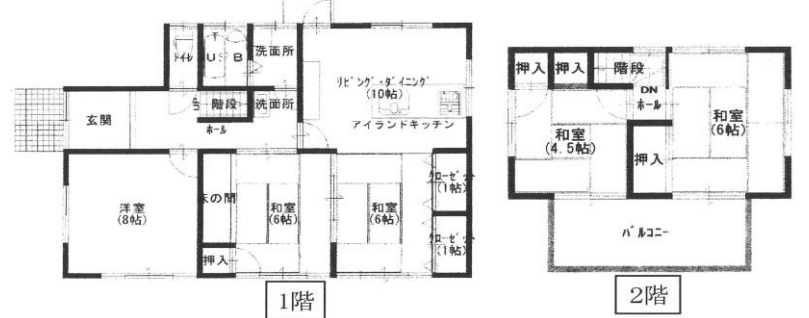 トイレ
U S B
洗面所
リビング・ダイニング
(10帖)
アイランドキッチン
玄関
UP
階段
ホール
洗面所
洋室
(8帖)
床の間
和室
(6帖)
押入
和室
(6帖)
クローゼット
(1帖)
クローゼット
(1帖)
1階
押入
押入
階段
DN
ホール
和室
(4.5帖)
押入
和室
(6帖)
バルコニー
2階